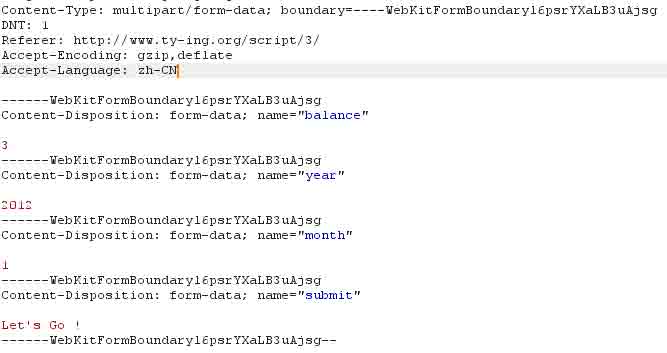 Content-Type: multipart/form-data; boundary=----WebKitFormBoundary16psrYXaLB3uAjsg
DNT: 1
Referer: http://www.ty-ing.org/script/3/
Accept-Encoding: gzip,deflate
Accept-Language: zh-CN
------WebKitFormBoundary16psrYXaLB3uAjsg
Content-Disposition: form-data; name="balance"
3
------WebKitFormBoundary16psrYXaLB3uAjsg
Content-Disposition: form-data; name="year"
2012
------WebKitFormBoundary16psrYXaLB3uAjsg
Content-Disposition: form-data; name="month"
1
------WebKitFormBoundary16psrYXaLB3uAjsg
Content-Disposition: form-data; name="submit"
Let's Go !
------WebKitFormBoundary16psrYXaLB3uAjsg--